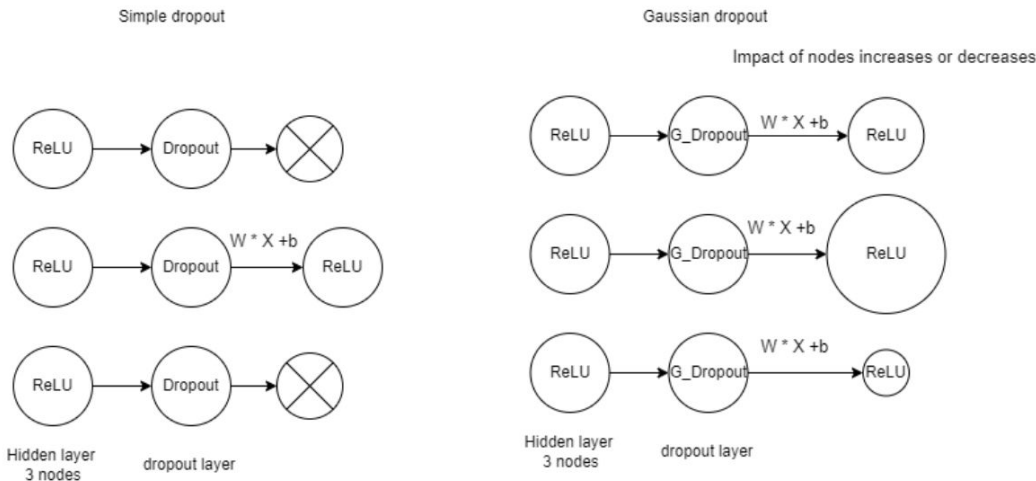 Simple dropout
ReLU
Dropout
ReLU
Dropout
W * X +b
ReLU
ReLU
Dropout
Hidden layer
3 nodes
dropout layer
Gaussian dropout
Impact of nodes increases or decreases
ReLU
G_Dropout
W * X +b
ReLU
ReLU
G_Dropout
W * X +b
ReLU
ReLU
G_Dropout
W * X +b
ReLU
Hidden layer
3 nodes
dropout layer